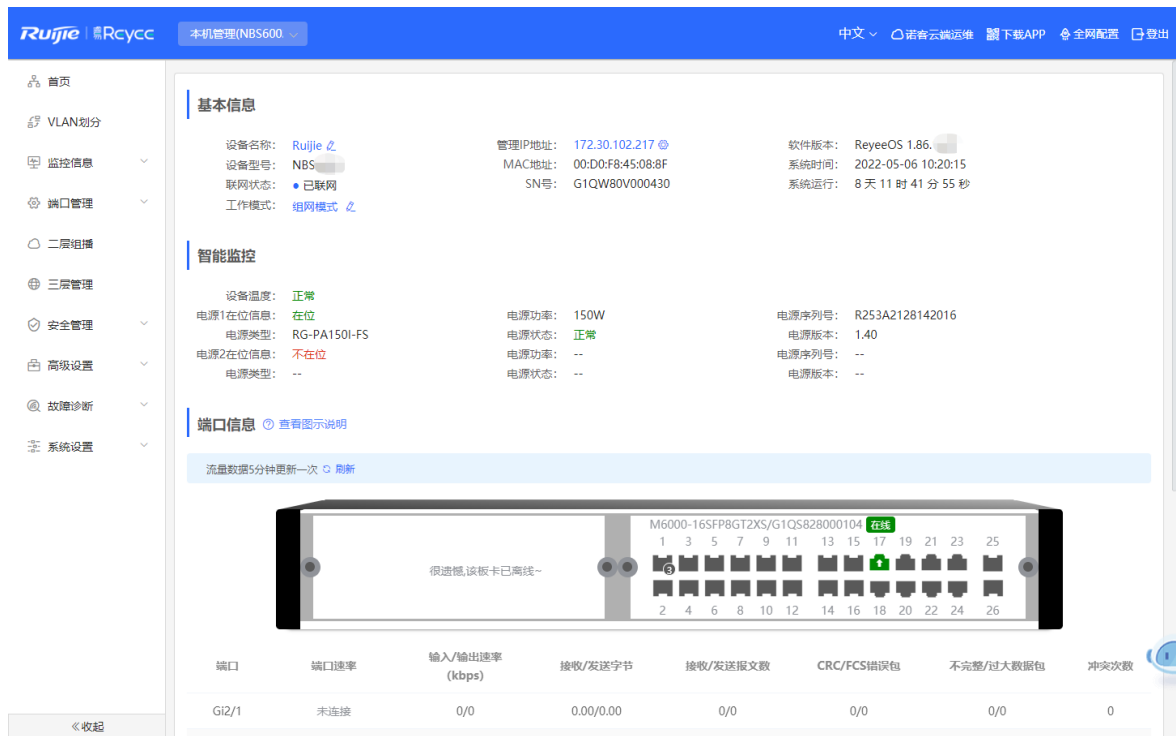 Ruijie | 睿易Rcycc 本机管理(NBS600. 中文 诺客云端运维 下载APP 全网配置 登出
首页
VLAN划分
监控信息
端口管理
二层组播
三层管理
安全管理
高级设置
故障诊断
系统设置
«收起
基本信息
设备名称: Ruijie 管理IP地址: 172.30.102.217 软件版本: ReyeeOS 1.86.
设备型号: NBS MAC地址: 00:D0:F8:45:08:8F 系统时间: 2022-05-06 10:20:15
联网状态: 已联网 SN号: G1QW80V000430 系统运行: 8 天 11 时 41 分 55 秒
工作模式: 组网模式
智能监控
设备温度: 正常
电源1在位信息: 在位 电源功率: 150W 电源序列号: R253A2128142016
电源类型: RG-PA150I-FS 电源状态: 正常 电源版本: 1.40
电源2在位信息: 不在位 电源功率: -- 电源序列号: --
电源类型: -- 电源状态: -- 电源版本: --
端口信息 查看图示说明
流量数据5分钟更新一次 刷新
M6000-16SFP8GT2XS/G1QS828000104 在线
1 3 5 7 9 11 13 15 17 19 21 23 25
很遗憾,该板卡已离线~
3
2 4 6 8 10 12 14 16 18 20 22 24 26
端口 端口速率 输入/输出速率 接收/发送字节 接收/发送报文数 CRC/FCS错误包 不完整/过大数据包 冲突次数
(kbps)
Gi2/1 未连接 0/0 0.00/0.00 0/0 0/0 0/0 0